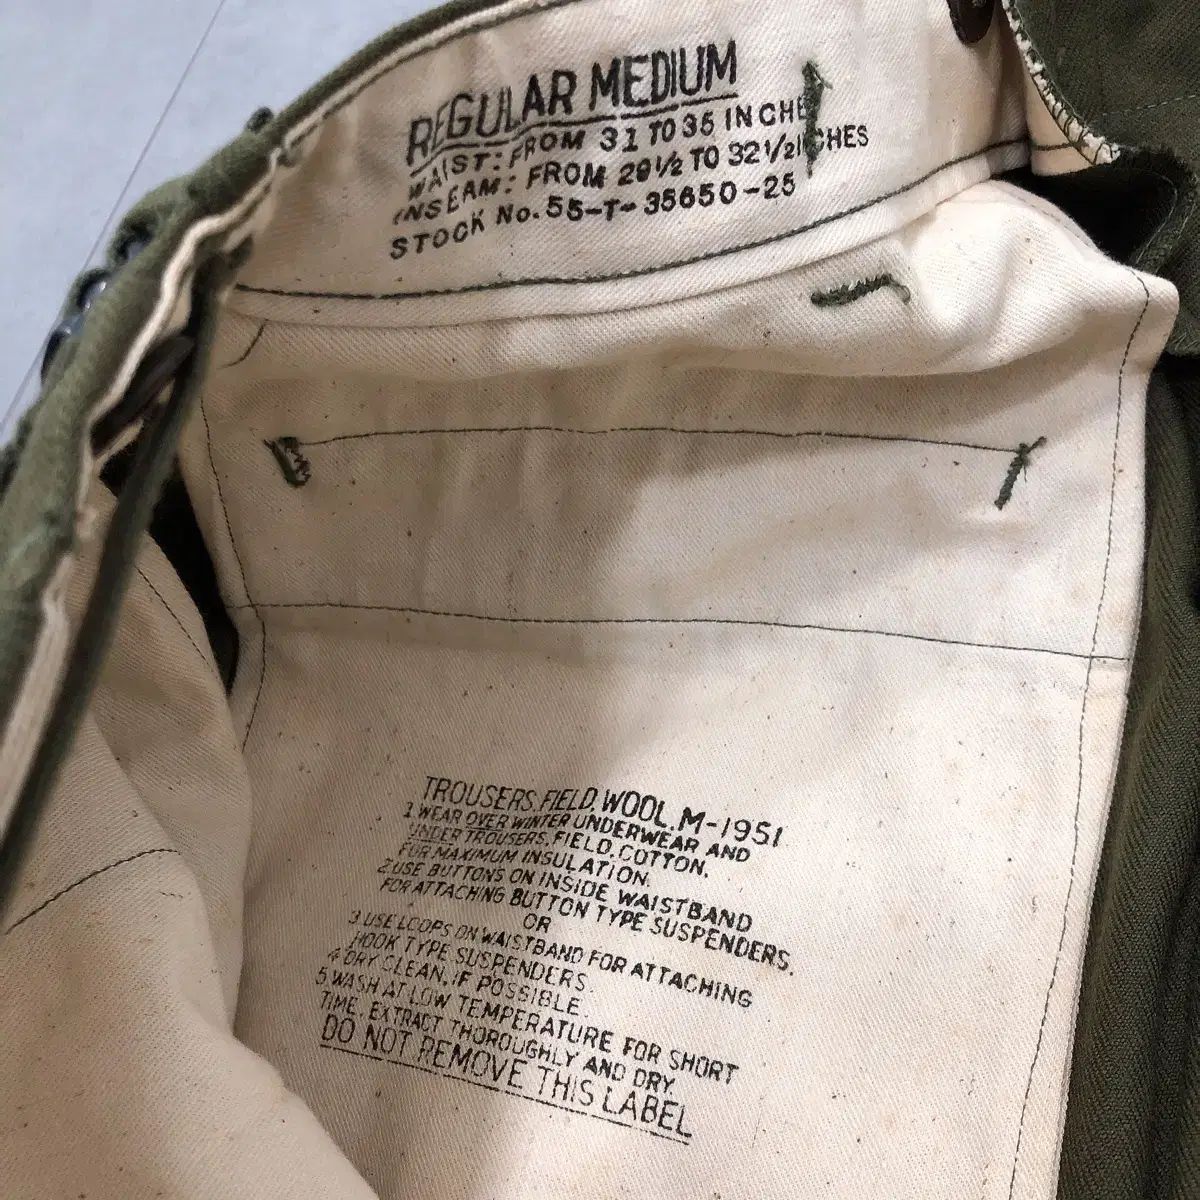 REGULAR MEDIUM
WAIST: FROM 31 TO 35 INCHE
INSEAM: FROM 29½ TO 32½ INCHES
STOCK No. 55-T-35650-25
TROUSERS, FIELD, WOOL, M-1951
1. WEAR OVER WINTER UNDERWEAR AND
UNDER TROUSERS, FIELD, COTTON,
FOR MAXIMUM INSULATION.
2. USE BUTTONS ON INSIDE WAISTBAND
FOR ATTACHING BUTTON TYPE SUSPENDERS.
OR
3. USE LOOPS ON WAISTBAND FOR ATTACHING
HOOK TYPE SUSPENDERS.
4. DRY CLEAN, IF POSSIBLE.
5. WASH AT LOW TEMPERATURE FOR SHORT
TIME, EXTRACT THOROUGHLY AND DRY.
DO NOT REMOVE THIS LABEL